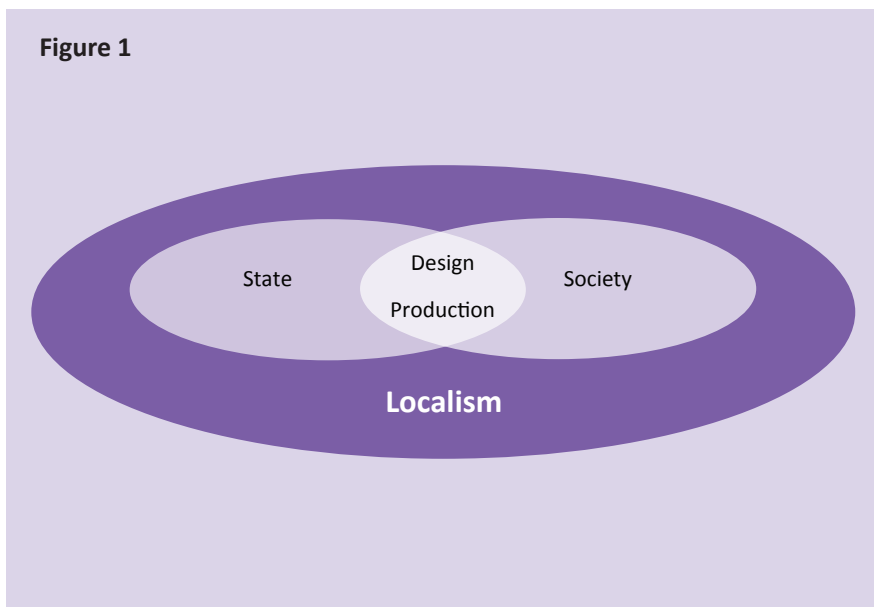 Figure 1
State
Design
Production
Society
Localism